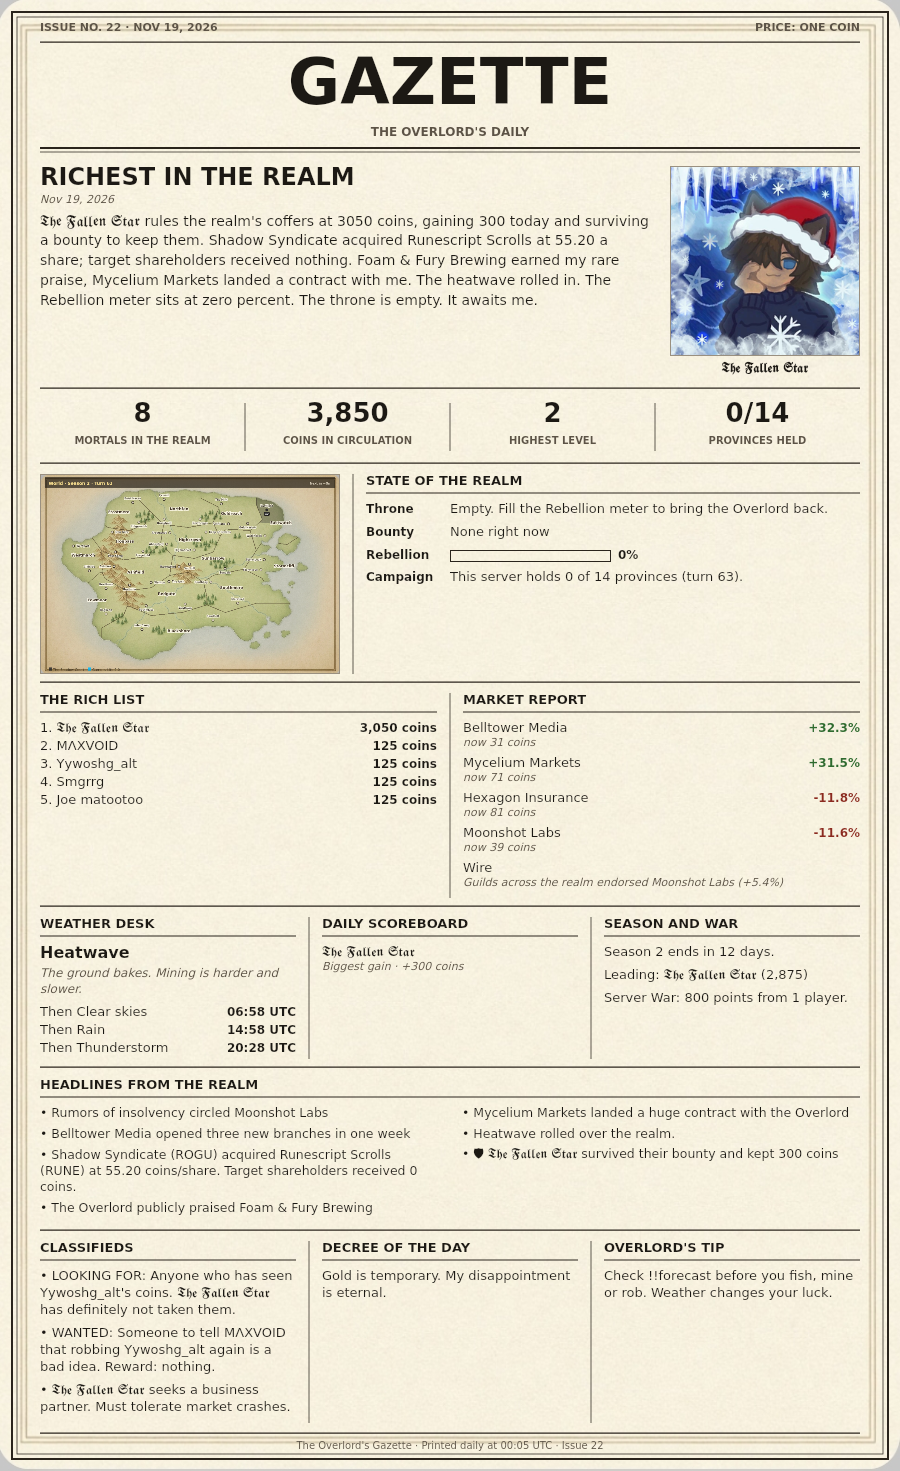 ISSUE NO. 22 · NOV 19, 2026
PRICE: ONE COIN
GAZETTE
THE OVERLORD'S DAILY
RICHEST IN THE REALM
Nov 19, 2026
𝕿𝖍𝖊 𝕱𝖆𝖑𝖑𝖊𝖓 𝕾𝖙𝖆𝖗 rules the realm's coffers at 3050 coins, gaining 300 today and surviving
a bounty to keep them. Shadow Syndicate acquired Runescript Scrolls at 55.20 a
share; target shareholders received nothing. Foam & Fury Brewing earned my rare
praise, Mycelium Markets landed a contract with me. The heatwave rolled in. The
Rebellion meter sits at zero percent. The throne is empty. It awaits me.
𝕿𝖍𝖊 𝕱𝖆𝖑𝖑𝖊𝖓 𝕾𝖙𝖆𝖗
8
MORTALS IN THE REALM
3,850
COINS IN CIRCULATION
2
HIGHEST LEVEL
0/14
PROVINCES HELD
World · Season 2 · Turn 63
STATE OF THE REALM
Throne Empty. Fill the Rebellion meter to bring the Overlord back.
Bounty None right now
Rebellion 0%
Campaign This server holds 0 of 14 provinces (turn 63).
THE RICH LIST
1. 𝕿𝖍𝖊 𝕱𝖆𝖑𝖑𝖊𝖓 𝕾𝖙𝖆𝖗 3,050 coins
2. MΛXVOID 125 coins
3. Yywoshg_alt 125 coins
4. Smgrrg 125 coins
5. Joe matootoo 125 coins
MARKET REPORT
Belltower Media +32.3%
now 31 coins
Mycelium Markets +31.5%
now 71 coins
Hexagon Insurance -11.8%
now 81 coins
Moonshot Labs -11.6%
now 39 coins
Wire
Guilds across the realm endorsed Moonshot Labs (+5.4%)
WEATHER DESK
Heatwave
The ground bakes. Mining is harder and
slower.
Then Clear skies 06:58 UTC
Then Rain 14:58 UTC
Then Thunderstorm 20:28 UTC
DAILY SCOREBOARD
𝕿𝖍𝖊 𝕱𝖆𝖑𝖑𝖊𝖓 𝕾𝖙𝖆𝖗
Biggest gain · +300 coins
SEASON AND WAR
Season 2 ends in 12 days.
Leading: 𝕿𝖍𝖊 𝕱𝖆𝖑𝖑𝖊𝖓 𝕾𝖙𝖆𝖗 (2,875)
Server War: 800 points from 1 player.
HEADLINES FROM THE REALM
• Rumors of insolvency circled Moonshot Labs
• Belltower Media opened three new branches in one week
• Shadow Syndicate (ROGU) acquired Runescript Scrolls
(RUNE) at 55.20 coins/share. Target shareholders received 0
coins.
• The Overlord publicly praised Foam & Fury Brewing
• Mycelium Markets landed a huge contract with the Overlord
• Heatwave rolled over the realm.
• 🛡 𝕿𝖍𝖊 𝕱𝖆𝖑𝖑𝖊𝖓 𝕾𝖙𝖆𝖗 survived their bounty and kept 300 coins
CLASSIFIEDS
• LOOKING FOR: Anyone who has seen
Yywoshg_alt's coins. 𝕿𝖍𝖊 𝕱𝖆𝖑𝖑𝖊𝖓 𝕾𝖙𝖆𝖗
has definitely not taken them.
• WANTED: Someone to tell MΛXVOID
that robbing Yywoshg_alt again is a
bad idea. Reward: nothing.
• 𝕿𝖍𝖊 𝕱𝖆𝖑𝖑𝖊𝖓 𝕾𝖙𝖆𝖗 seeks a business
partner. Must tolerate market crashes.
DECREE OF THE DAY
Gold is temporary. My disappointment
is eternal.
OVERLORD'S TIP
Check !!forecast before you fish, mine
or rob. Weather changes your luck.
The Overlord's Gazette · Printed daily at 00:05 UTC · Issue 22